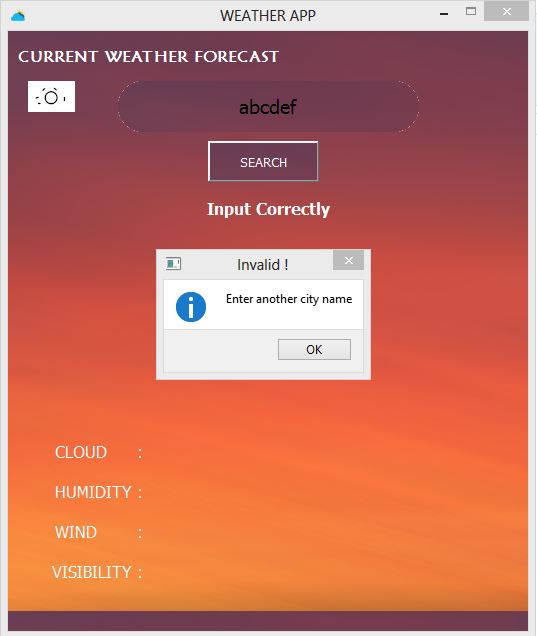 WEATHER APP
CURRENT WEATHER FORECAST
abcdef
SEARCH
Input Correctly
Invalid !
Enter another city name
OK
CLOUD :
HUMIDITY :
WIND :
VISIBILITY :